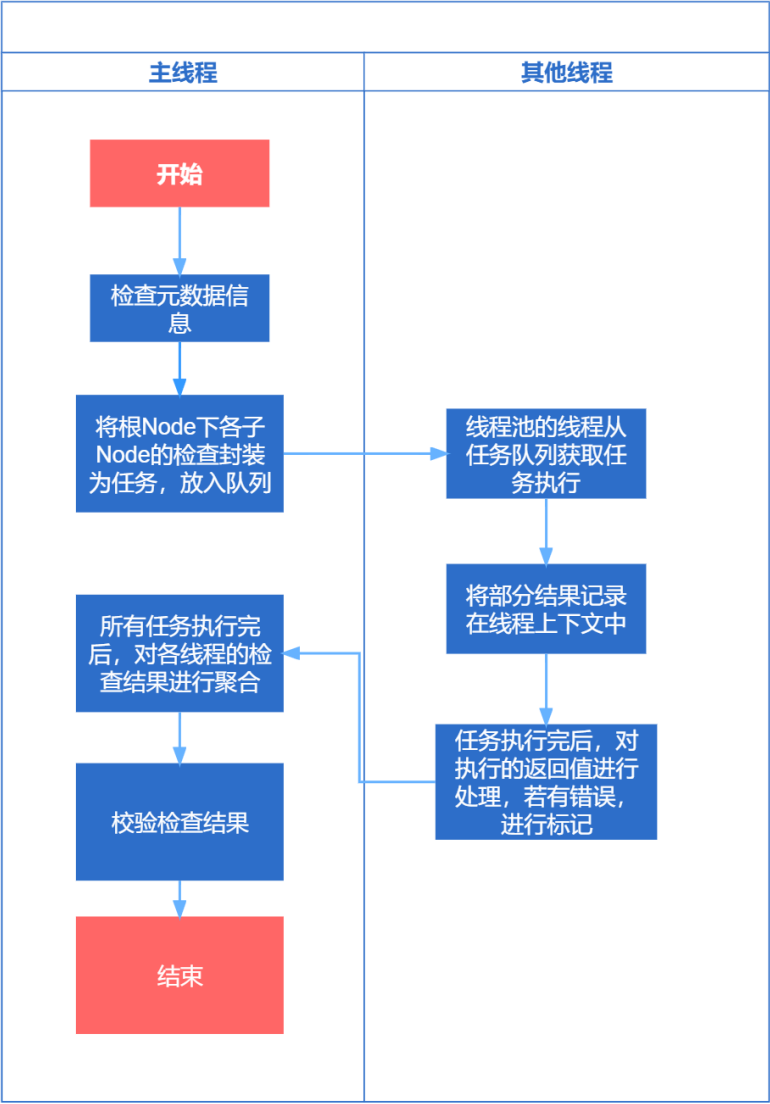 主线程
其他线程
开始
检查元数据信
息
将根Node下各子
Node的检查封装
为任务，放入队列
线程池的线程从
任务队列获取任
务执行
将部分结果记录
在线程上下文中
任务执行完后，对
执行的返回值进行
处理，若有错误，
进行标记
所有任务执行完
后，对各线程的检
查结果进行聚合
校验检查结果
结束